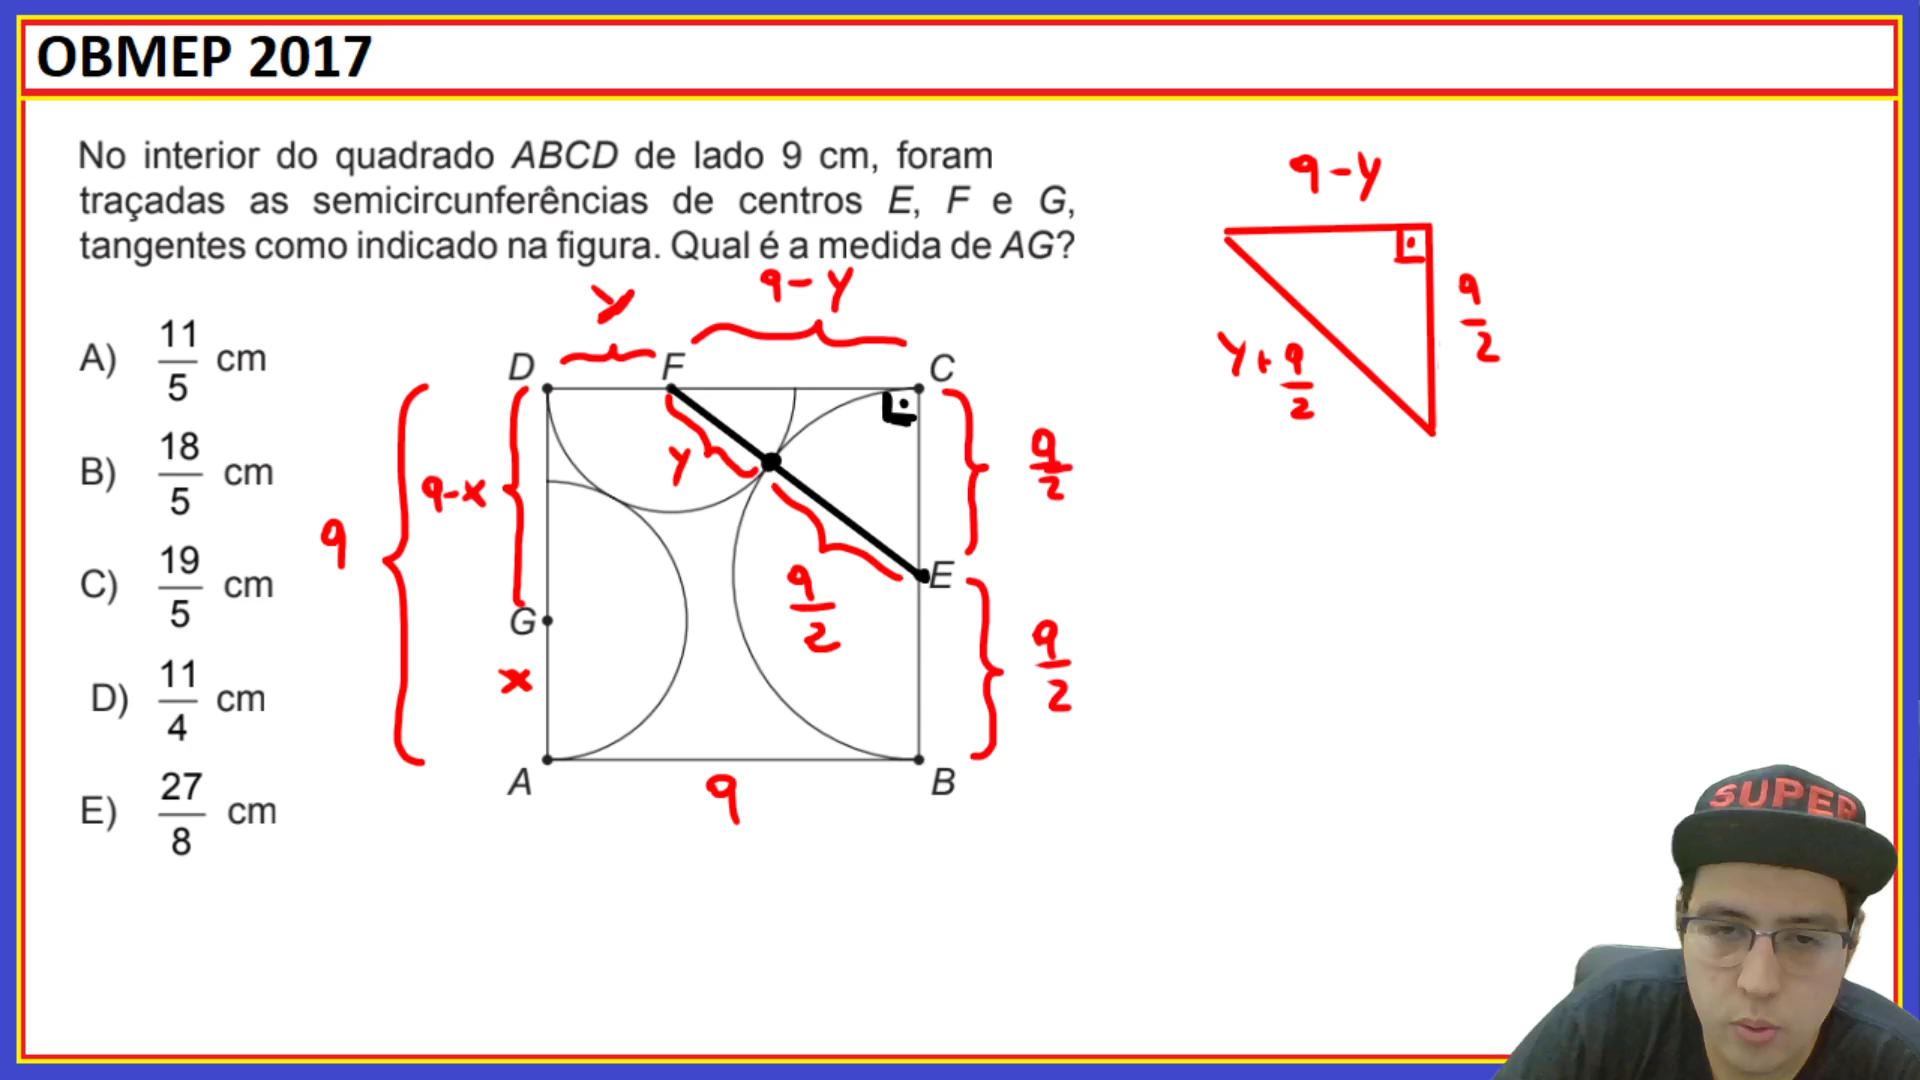 OBMEP 2017
No interior do quadrado ABCD de lado 9 cm, foram
traçadas as semicircunferências de centros E, F e G,
tangentes como indicado na figura. Qual é a medida de AG?
A) 11/5 cm
B) 18/5 cm
C) 19/5 cm
D) 11/4 cm
E) 27/8 cm
y
9-y
D
F
C
9
9-x
y
9/2
9/2
E
G
x
9/2
A
B
9
9-y
9/2
y+9/2
SUPER